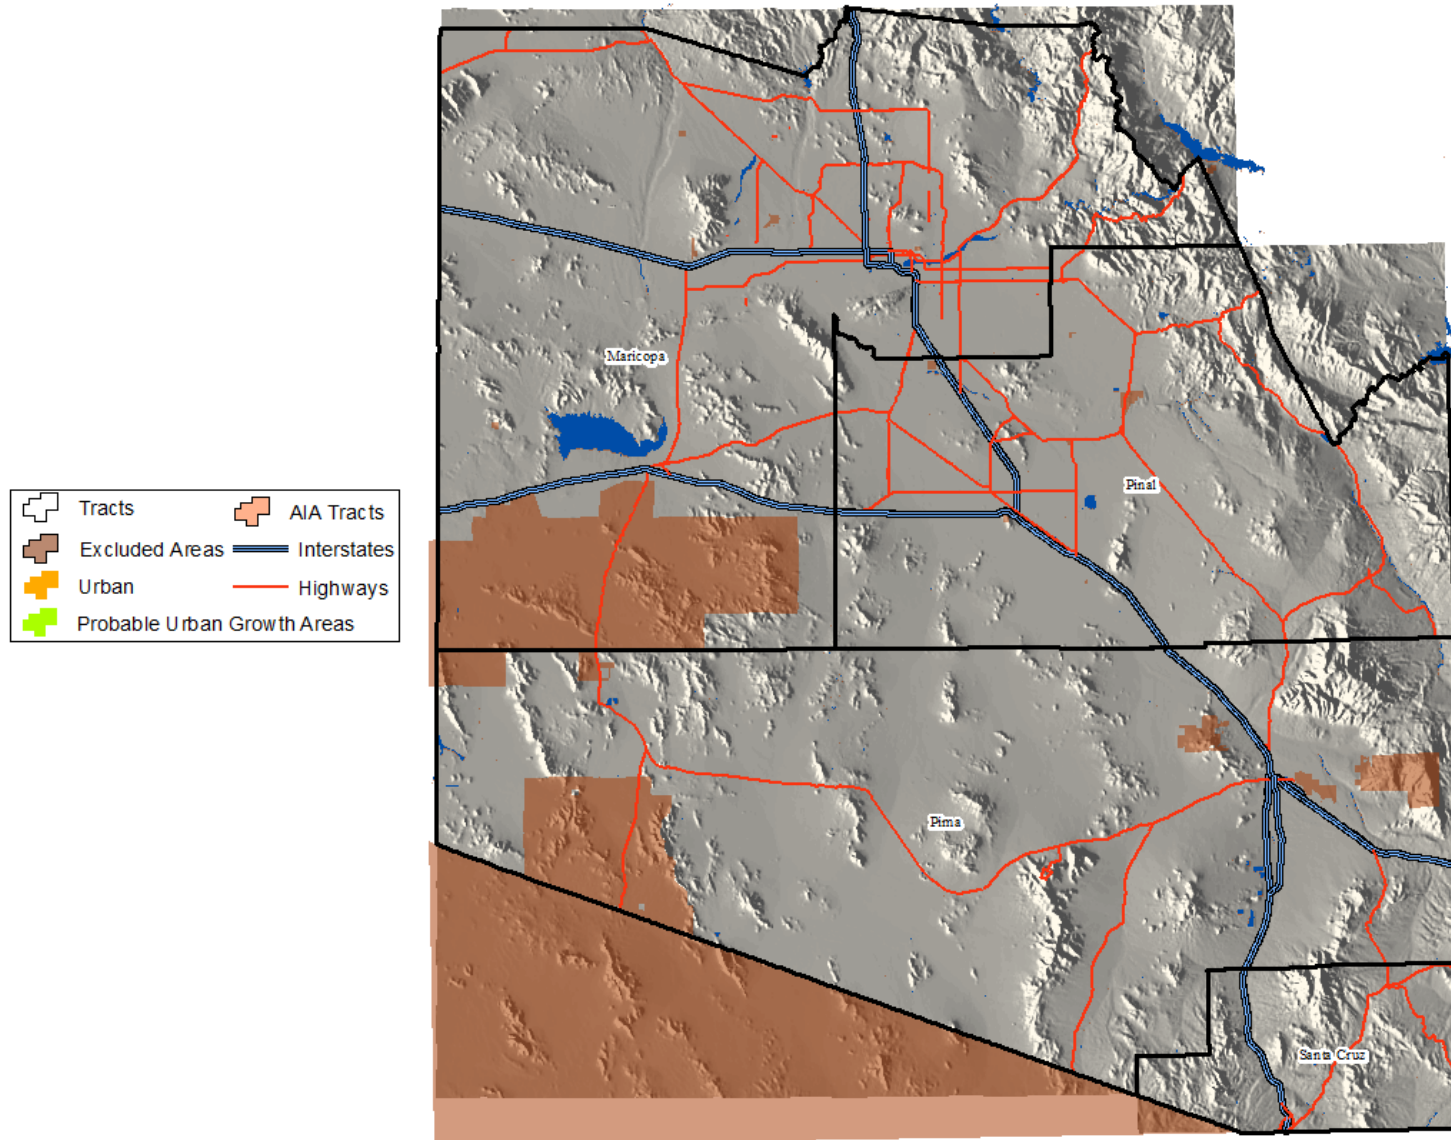 Tracts
AIA Tracts
Excluded Areas
Interstates
Urban
Highways
Probable Urban Growth Areas
Maricopa
Pinal
Pima
Santa Cruz